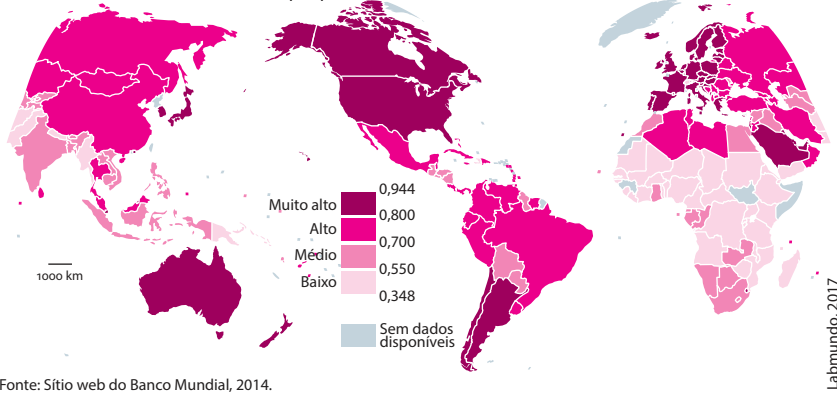 0,944
Muito alto
0,800
Alto
0,700
Médio
0,550
Baixo
0,348
Sem dados
disponíveis
1000 km
Fonte: Sítio web do Banco Mundial, 2014.
Labmundo, 2017